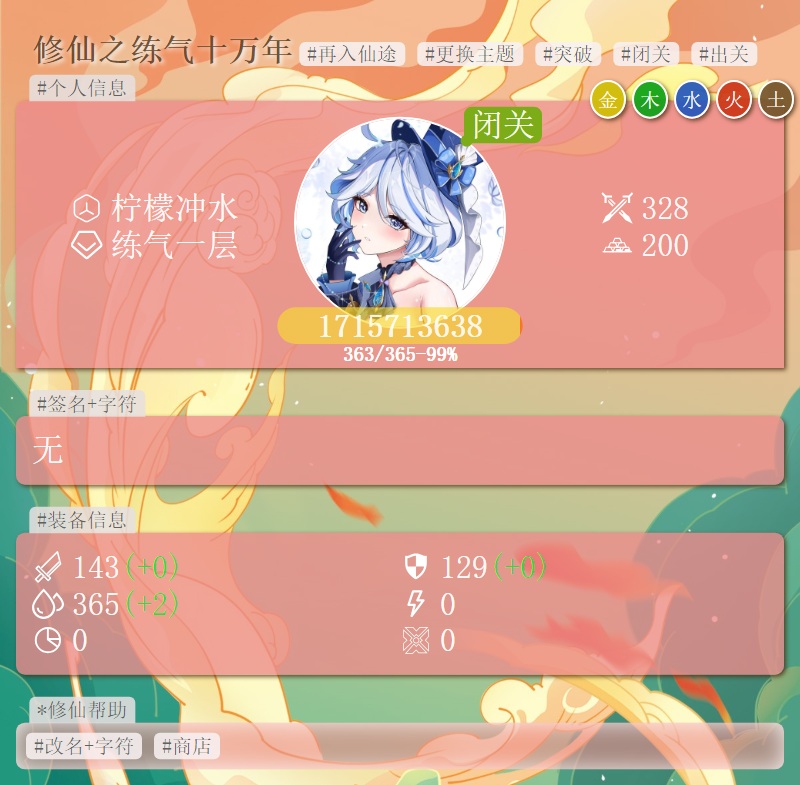 修仙之练气十万年 #再入仙途 #更换主题 #突破 #闭关 #出关
#个人信息
金 木 水 火 土
闭关
柠檬冲水
练气一层
328
200
1715713638
363/365-99%
#签名+字符
无
#装备信息
143(+0) 129(+0)
365(+2) 0
0 0
*修仙帮助
#改名+字符 #商店